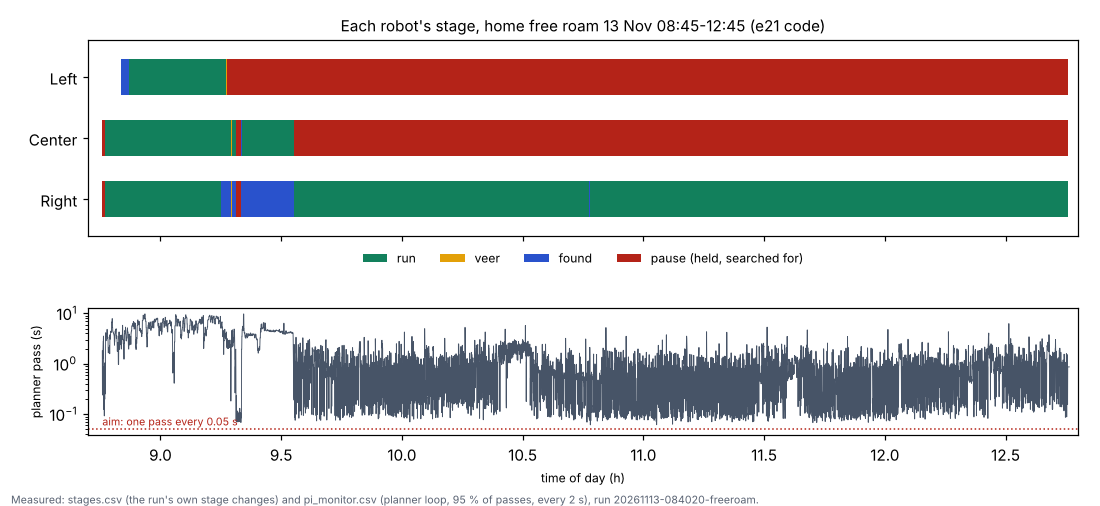 Each robot's stage, home free roam 13 Nov 08:45-12:45 (e21 code)
Left
Center
Right
run
veer
found
pause (held, searched for)
planner pass (s)
10¹
10⁰
10⁻¹
aim: one pass every 0.05 s
9.0
9.5
10.0
10.5
11.0
11.5
12.0
12.5
time of day (h)
Measured: stages.csv (the run's own stage changes) and pi_monitor.csv (planner loop, 95 % of passes, every 2 s), run 20261113-084020-freeroam.